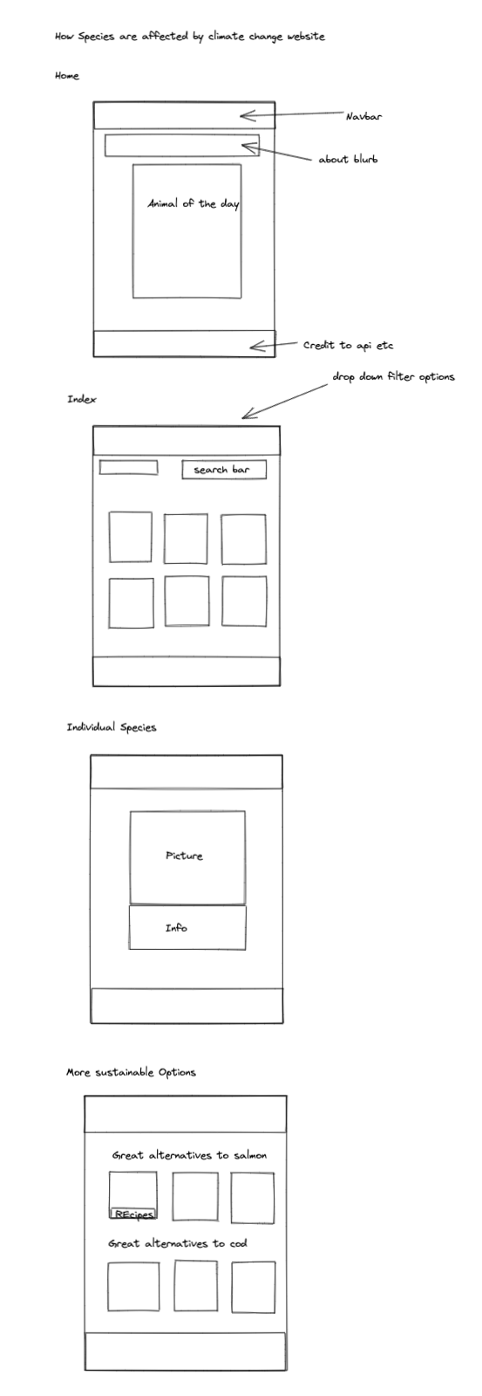 How Species are affected by climate change website
Home
Navbar
about blurb
Animal of the day
Credit to api etc
drop down filter options
Index
search bar
Individual Species
Picture
Info
More sustainable Options
Great alternatives to salmon
REcipes
Great alternatives to cod